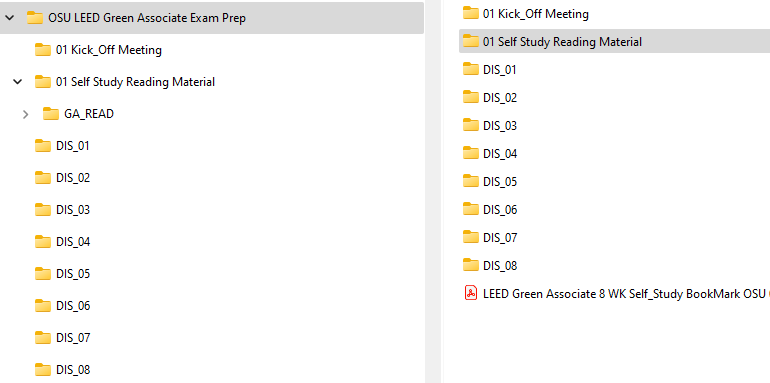 OSU LEED Green Associate Exam Prep
01 Kick_Off Meeting
01 Self Study Reading Material
GA_READ
DIS_01
DIS_02
DIS_03
DIS_04
DIS_05
DIS_06
DIS_07
DIS_08
01 Kick_Off Meeting
01 Self Study Reading Material
DIS_01
DIS_02
DIS_03
DIS_04
DIS_05
DIS_06
DIS_07
DIS_08
LEED Green Associate 8 WK Self_Study BookMark OSU